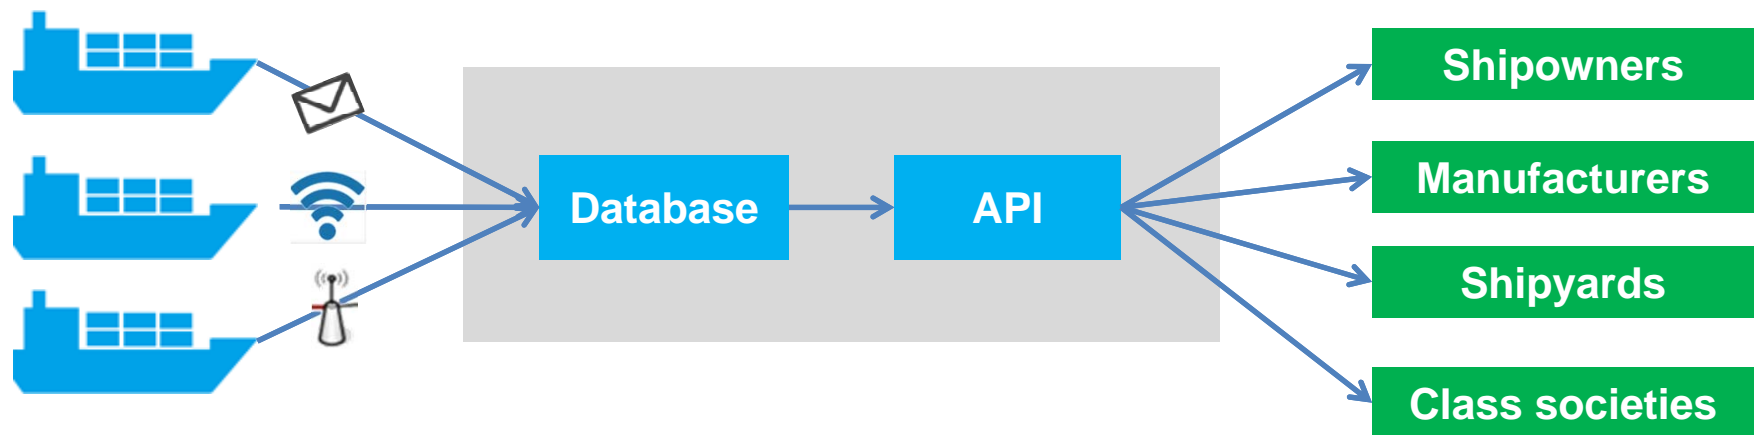 Shipowners
Manufacturers
Database
API
Shipyards
Class societies